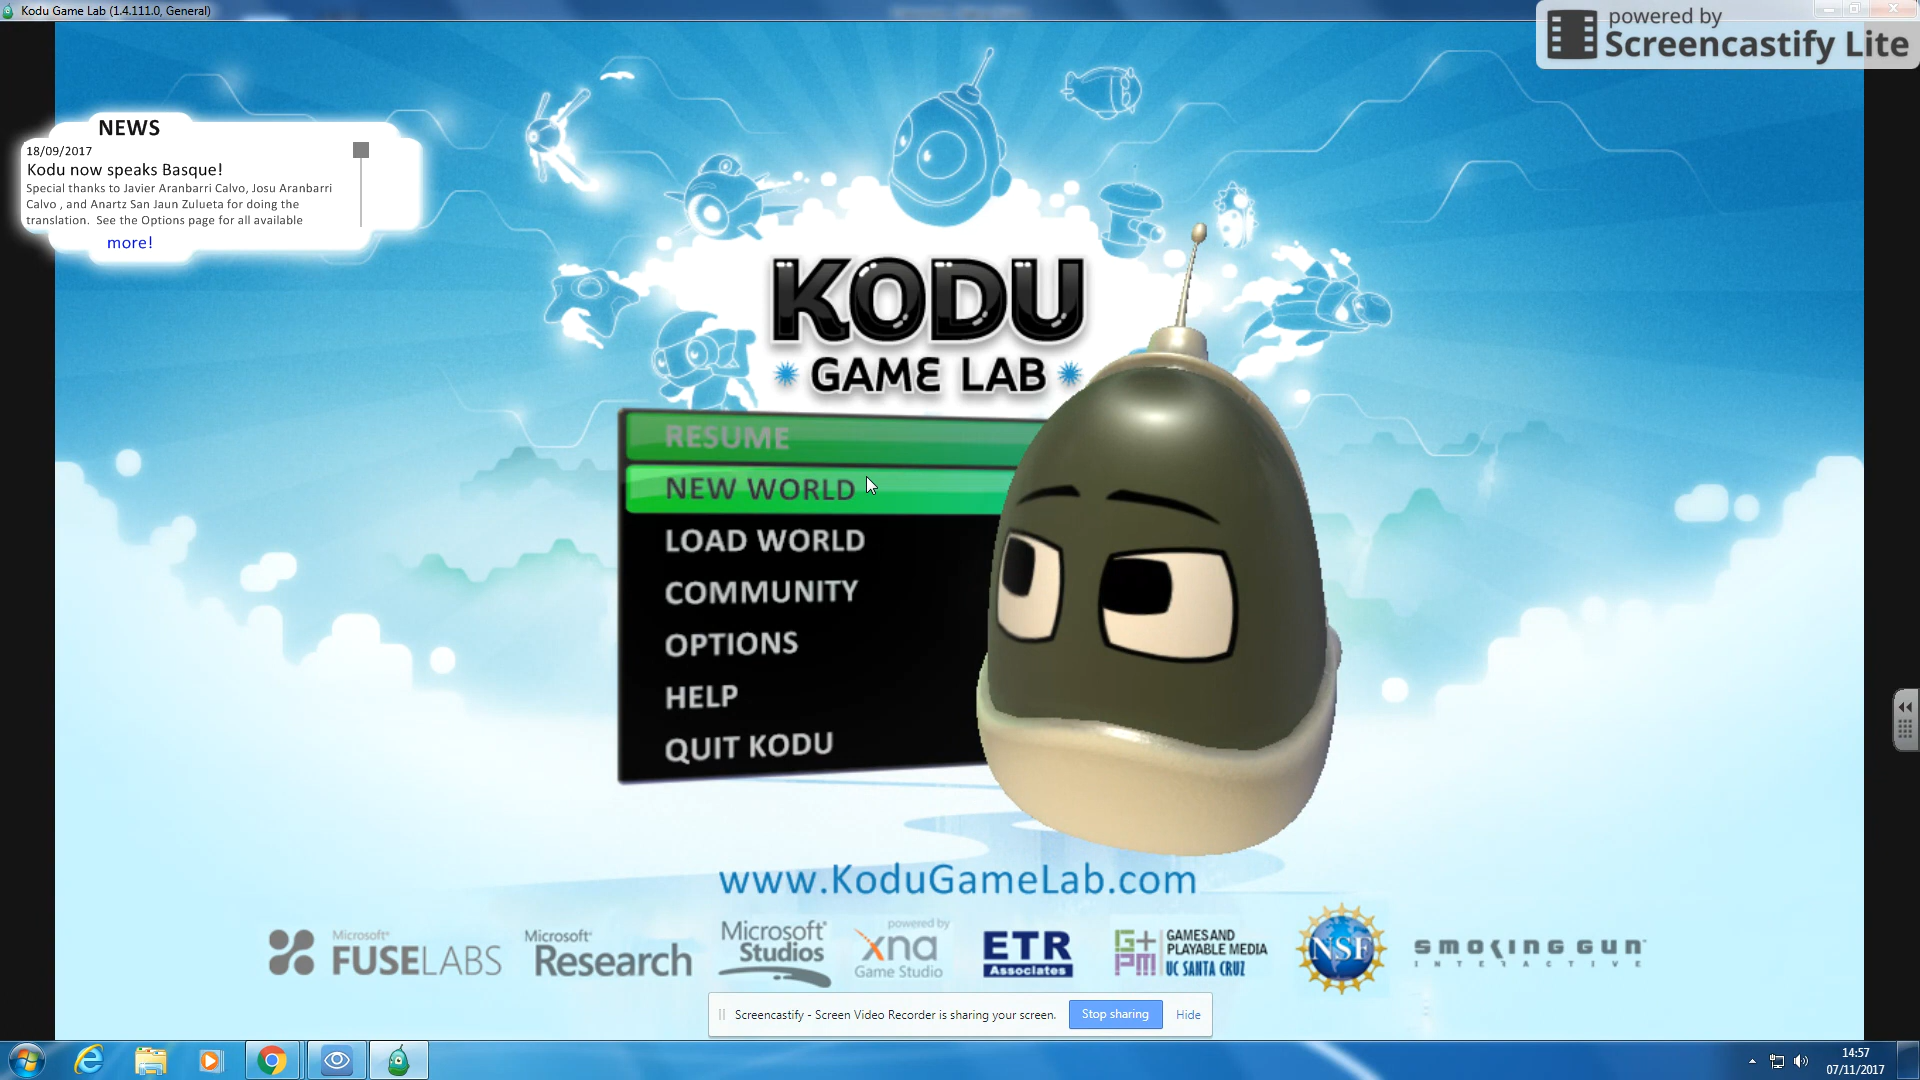 Kodu Game Lab (1.4.111.0, General)
powered by
Screencastify Lite
NEWS
18/09/2017
Kodu now speaks Basque!
Special thanks to Javier Aranbarri Calvo, Josu Aranbarri
Calvo , and Anartz San Jaun Zulueta for doing the
translation.  See the Options page for all available
more!
KODU
GAME LAB
RESUME
NEW WORLD
LOAD WORLD
COMMUNITY
OPTIONS
HELP
QUIT KODU
www.KoduGameLab.com
Microsoft
FUSELABS
Microsoft
Research
Microsoft
Studios
powered by
xna
Game Studio
ETR
Associates
G+
PM
GAMES AND
PLAYABLE MEDIA
UC SANTA CRUZ
NSF
SMOKING GUN
INTERACTIVE
Screencastify - Screen Video Recorder is sharing your screen.
Stop sharing
Hide
14:57
07/11/2017